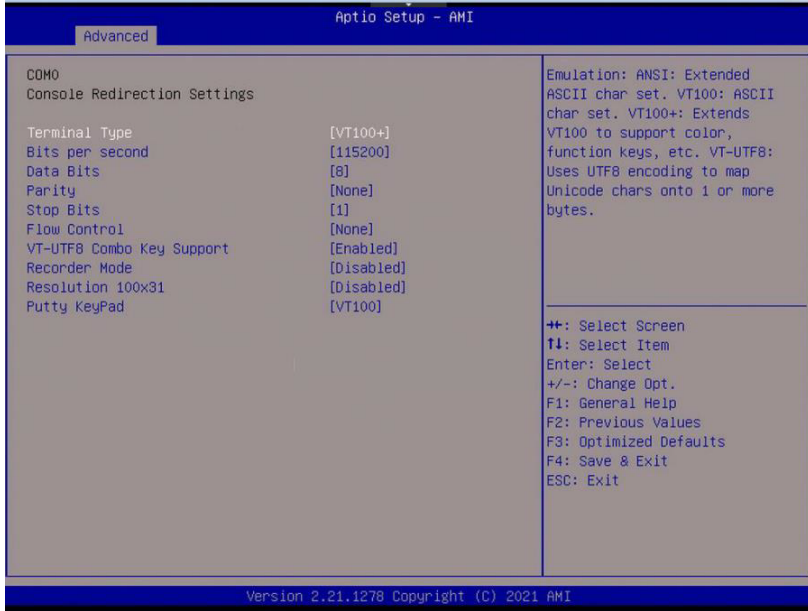 Aptio Setup - AMI
Advanced
COM0
Console Redirection Settings
Terminal Type [VT100+]
Bits per second [115200]
Data Bits [8]
Parity [None]
Stop Bits [1]
Flow Control [None]
VT-UTF8 Combo Key Support [Enabled]
Recorder Mode [Disabled]
Resolution 100x31 [Disabled]
Putty KeyPad [VT100]
Emulation: ANSI: Extended
ASCII char set. VT100: ASCII
char set. VT100+: Extends
VT100 to support color,
function keys, etc. VT-UTF8:
Uses UTF8 encoding to map
Unicode chars onto 1 or more
bytes.
→←: Select Screen
↑↓: Select Item
Enter: Select
+/-: Change Opt.
F1: General Help
F2: Previous Values
F3: Optimized Defaults
F4: Save & Exit
ESC: Exit
Version 2.21.1278 Copyright (C) 2021 AMI